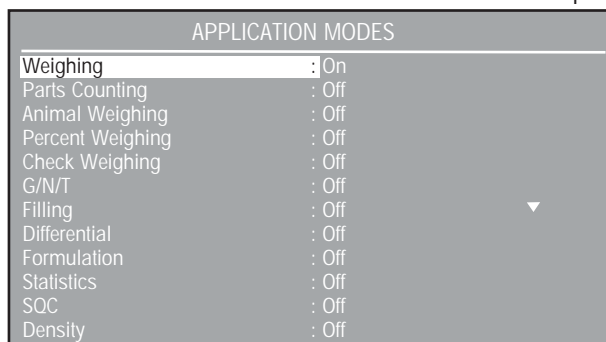 APPLICATION MODES
Weighing : On
Parts Counting : Off
Animal Weighing : Off
Percent Weighing : Off
Check Weighing : Off
G/N/T : Off
Filling : Off
Differential : Off
Formulation : Off
Statistics : Off
SQC : Off
Density : Off